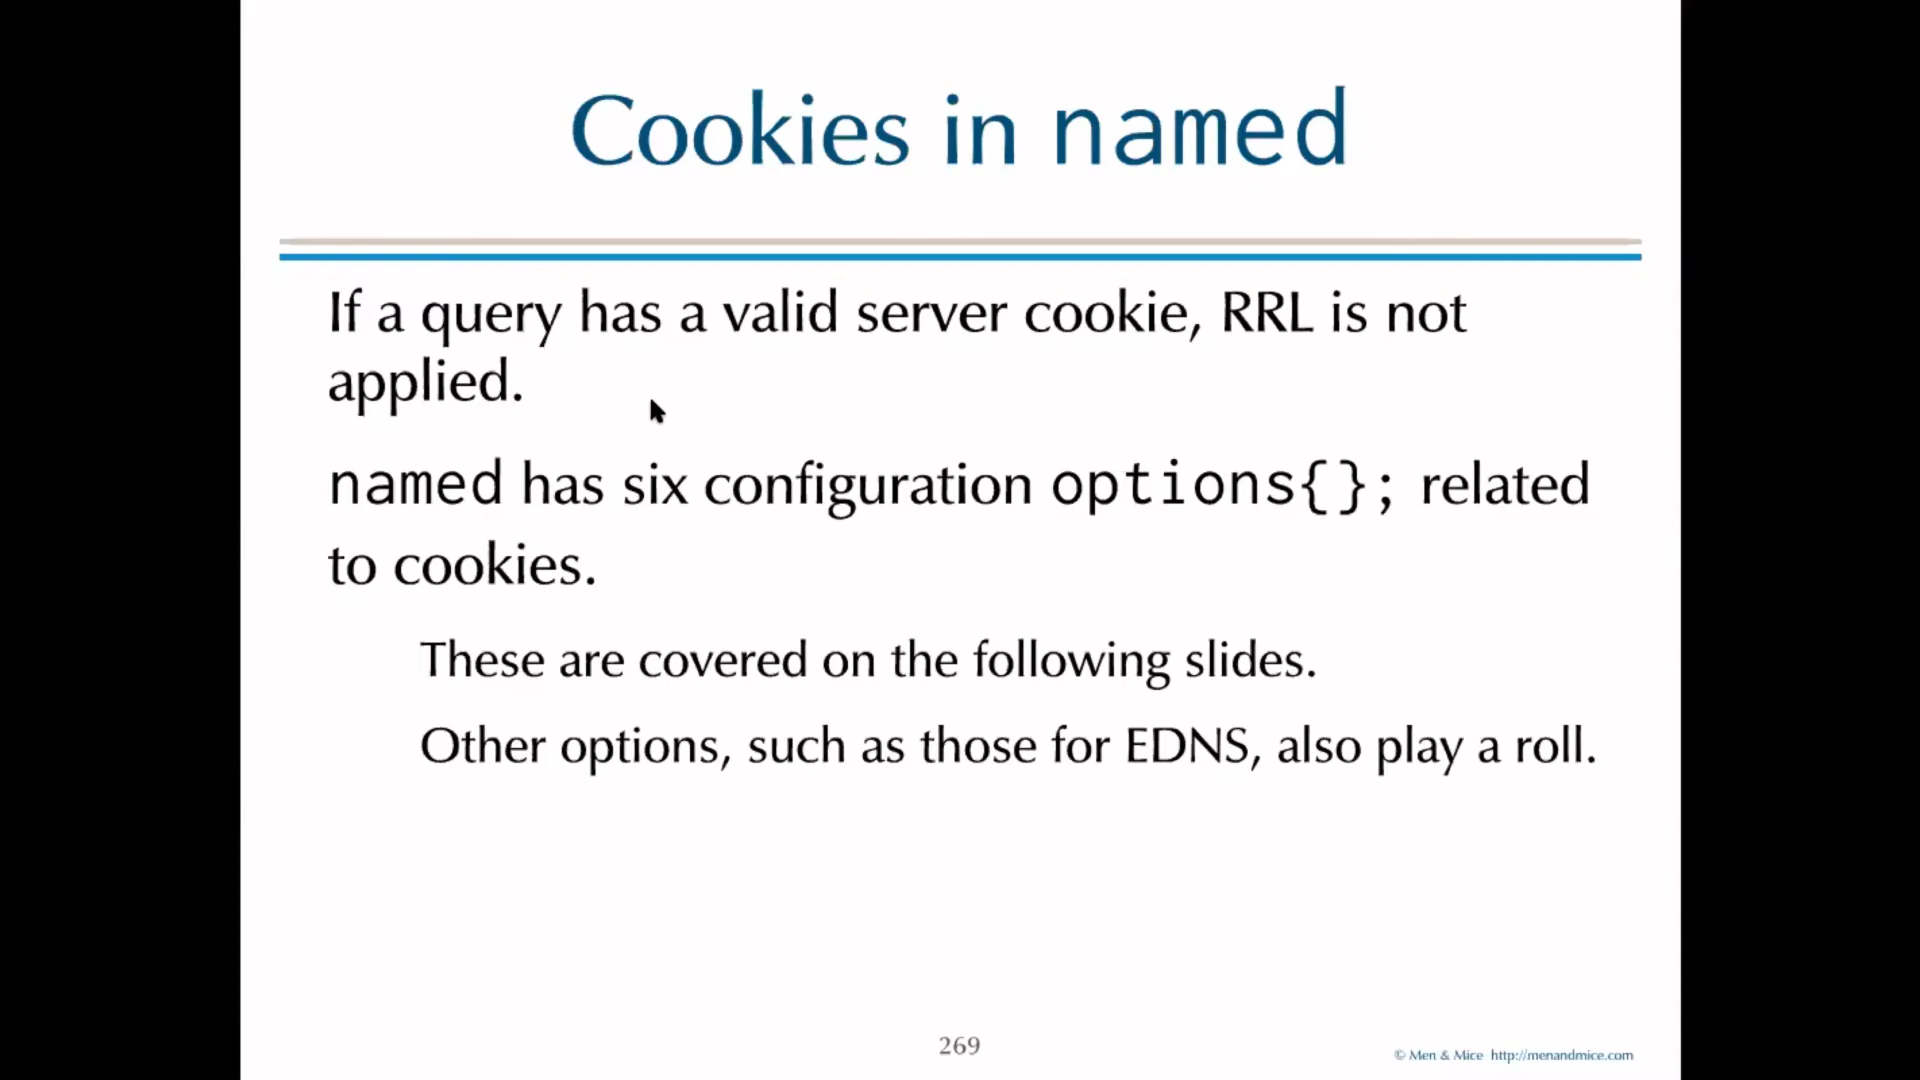 Cookies in named
If a query has a valid server cookie, RRL is not
applied.
named has six configuration options{}; related
to cookies.
These are covered on the following slides.
Other options, such as those for EDNS, also play a roll.
269
© Men & Mice http://menandmice.com